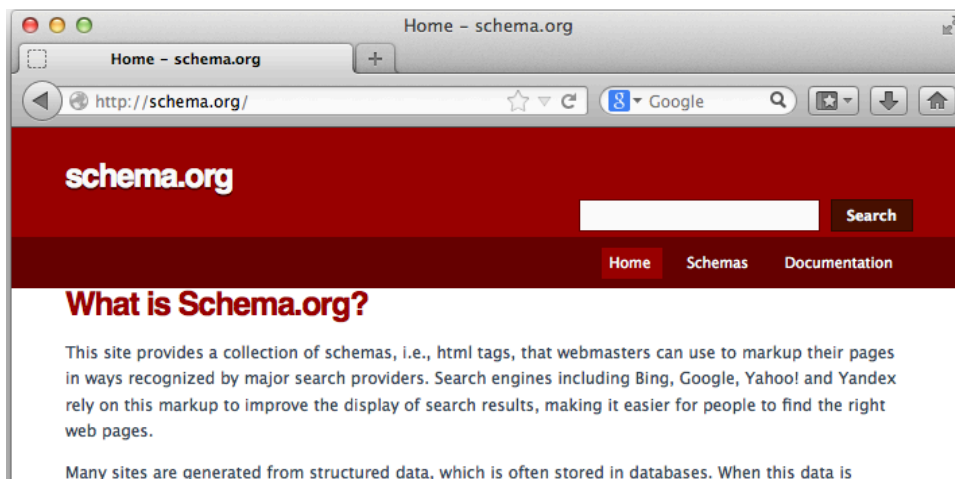 Home – schema.org
Home – schema.org
http://schema.org/
Google
schema.org
Search
Home Schemas Documentation
What is Schema.org?
This site provides a collection of schemas, i.e., html tags, that webmasters can use to markup their pages
in ways recognized by major search providers. Search engines including Bing, Google, Yahoo! and Yandex
rely on this markup to improve the display of search results, making it easier for people to find the right
web pages.
Many sites are generated from structured data, which is often stored in databases. When this data is